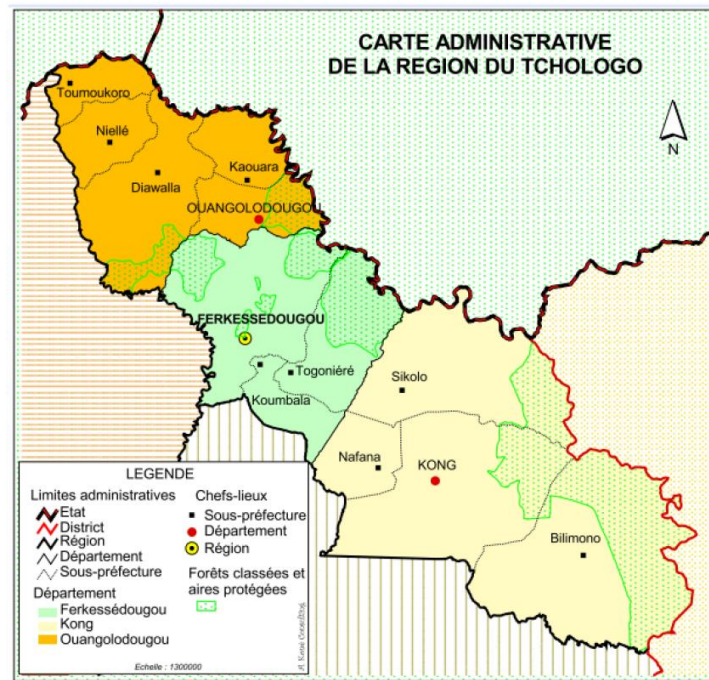 CARTE ADMINISTRATIVE
DE LA REGION DU TCHOLOGO
N
Toumoukoro
Niellé
Diawalla
Kaouara
OUANGOLODOUGOU
FERKESSEDOUGOU
Togoniéré
Koumbala
Sikolo
Nafana
KONG
Bilimono
LEGENDE
Limites administratives
Etat
District
Région
Département
Sous-préfecture
Département
Ferkessédougou
Kong
Ouangolodougou
Chefs-lieux
Sous-préfecture
Département
Région
Forêts classées et
aires protégées
Echelle : 1300000